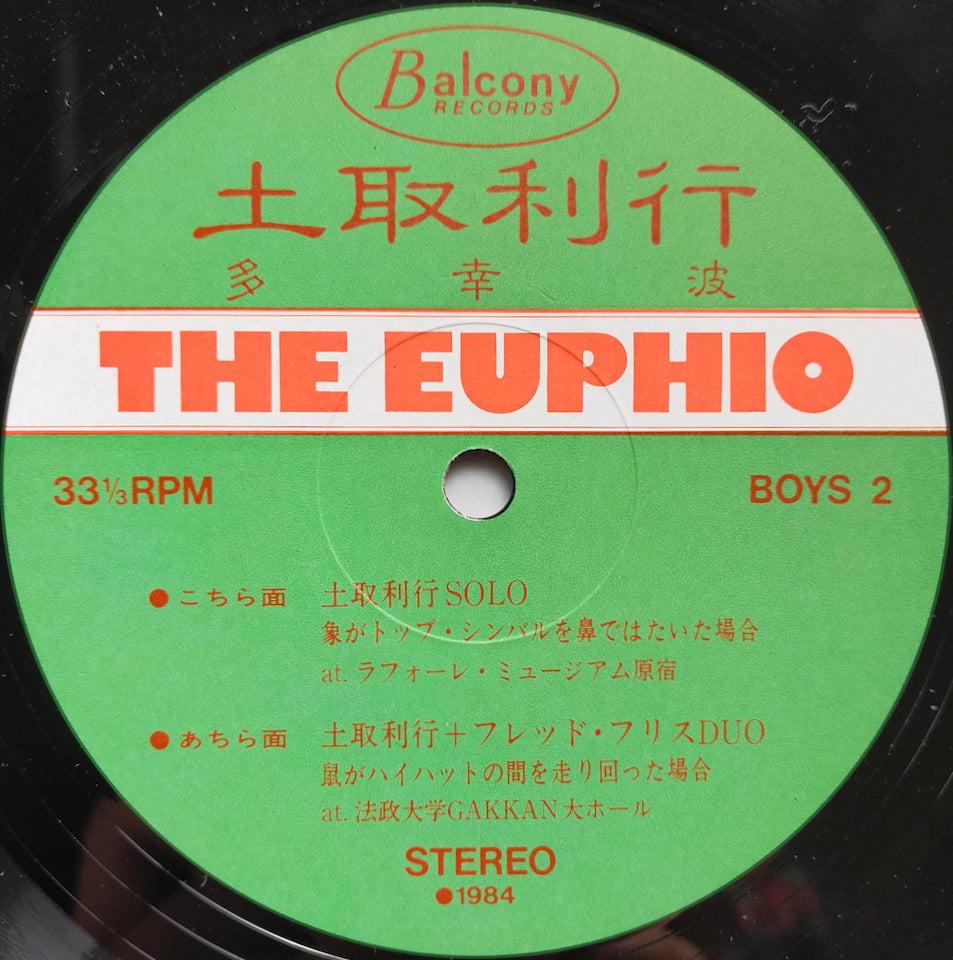 Balcony
RECORDS
土取利行
多幸波
THE EUPHIO
33⅓RPM
BOYS 2
●こちら面 土取利行SOLO
象がトップ・シンバルを鼻ではたいた場合
at. ラフォーレ・ミュージアム原宿
●あちら面 土取利行+フレッド・フリスDUO
鼠がハイハットの間を走り回った場合
at. 法政大学GAKKAN大ホール
STEREO
●1984